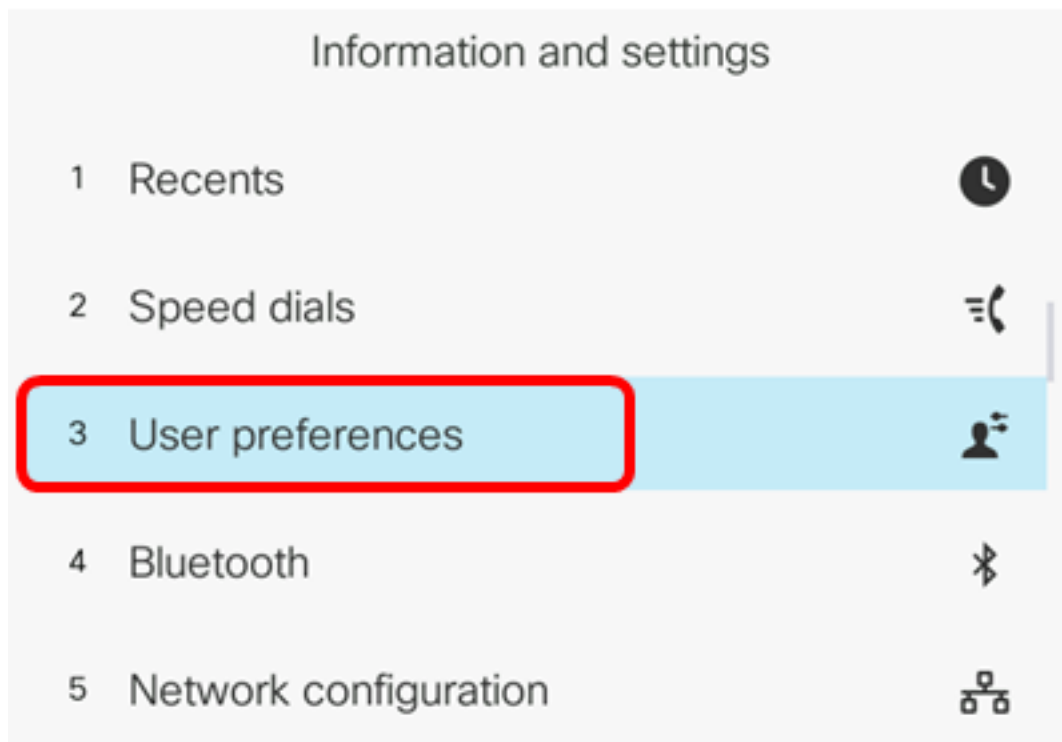 Information and settings
1 Recents
2 Speed dials
3 User preferences
4 Bluetooth
5 Network configuration